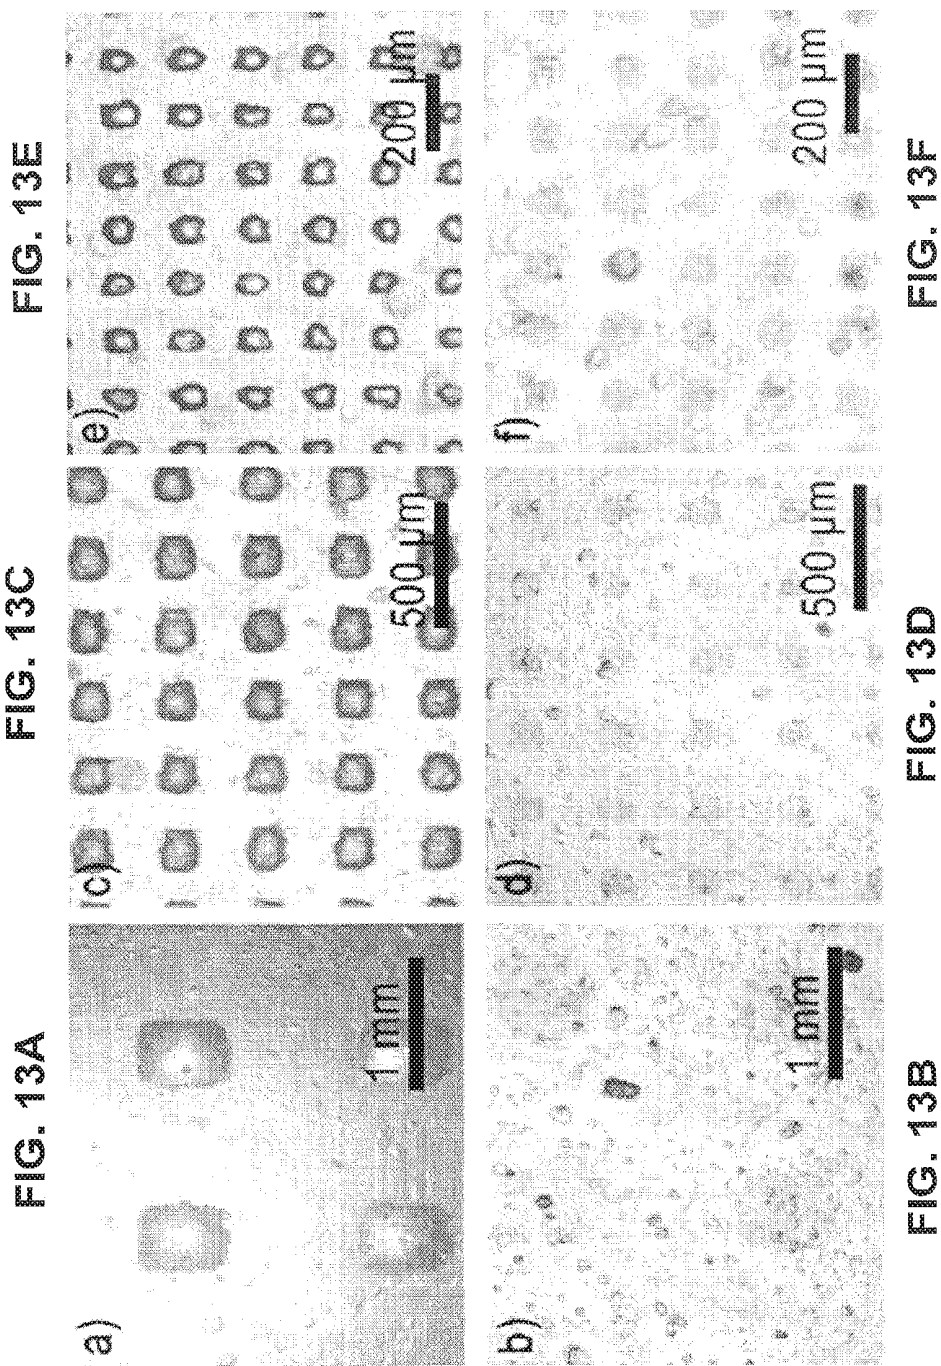 FIG. 13A
FIG. 13C
FIG. 13E
a)
1 mm
c)
500 μm
e)
200 μm
b)
1 mm
d)
500 μm
f)
200 μm
FIG. 13B
FIG. 13D
FIG. 13F